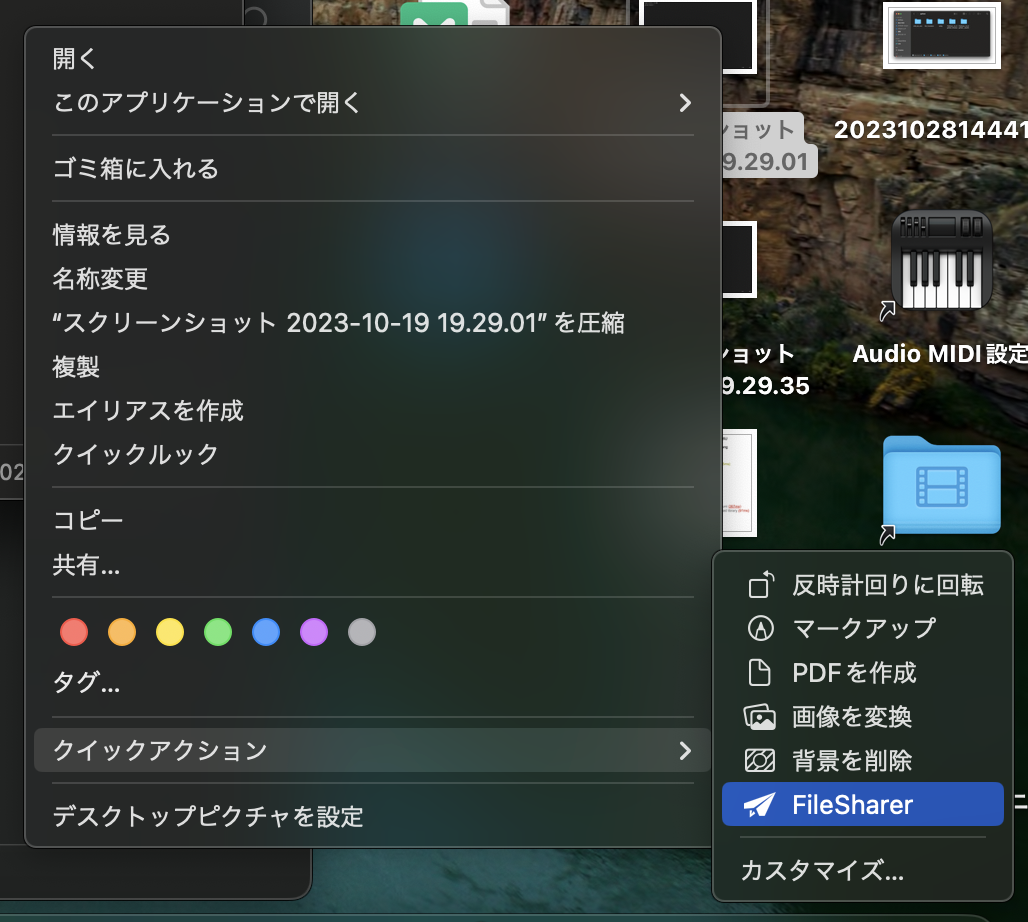 開く
このアプリケーションで開く
ゴミ箱に入れる
情報を見る
名称変更
“スクリーンショット 2023-10-19 19.29.01” を圧縮
複製
エイリアスを作成
クイックルック
コピー
共有...
タグ...
クイックアクション
デスクトップピクチャを設定
ョット
9.29.01
2023102814441
Audio MIDI 設定
ョット
9.29.35
02
反時計回りに回転
マークアップ
PDF を作成
画像を変換
背景を削除
FileSharer
カスタマイズ...